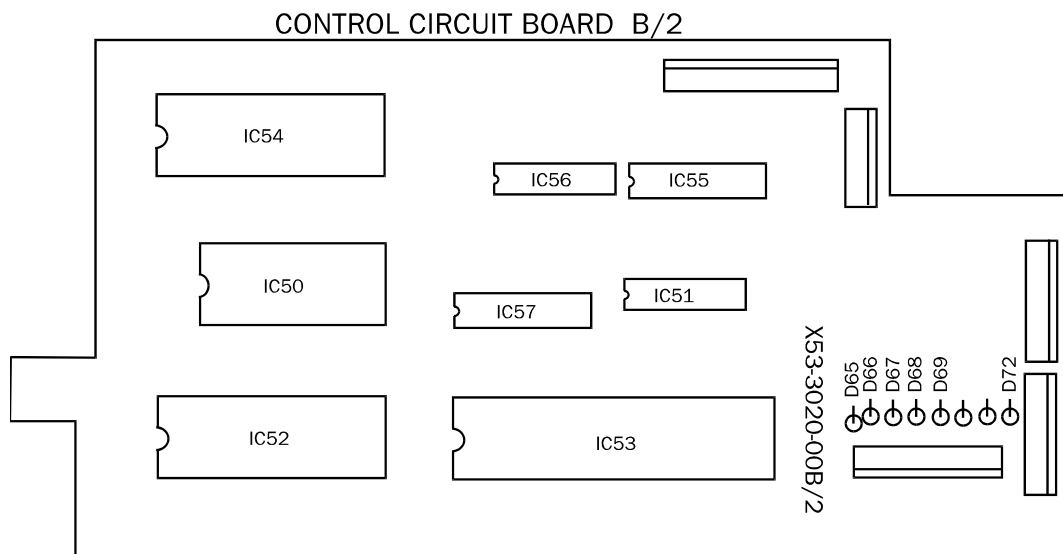 CONTROL CIRCUIT BOARD B/2
IC54
IC56
IC55
IC50
IC57
IC51
IC52
IC53
X53-3020-00B/2
D65
D66
D67
D68
D69
D72